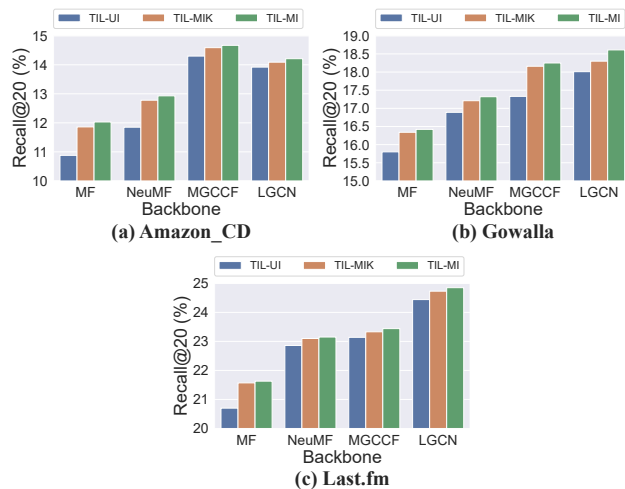 TIL-UI TIL-MIK TIL-MI
15
14
13
12
11
10
Recall@20 (%)
MF NeuMF MGCCF LGCN
Backbone
(a) Amazon_CD
TIL-UI TIL-MIK TIL-MI
19.0
18.5
18.0
17.5
17.0
16.5
16.0
15.5
15.0
Recall@20 (%)
MF NeuMF MGCCF LGCN
Backbone
(b) Gowalla
TIL-UI TIL-MIK TIL-MI
25
24
23
22
21
20
Recall@20 (%)
MF NeuMF MGCCF LGCN
Backbone
(c) Last.fm